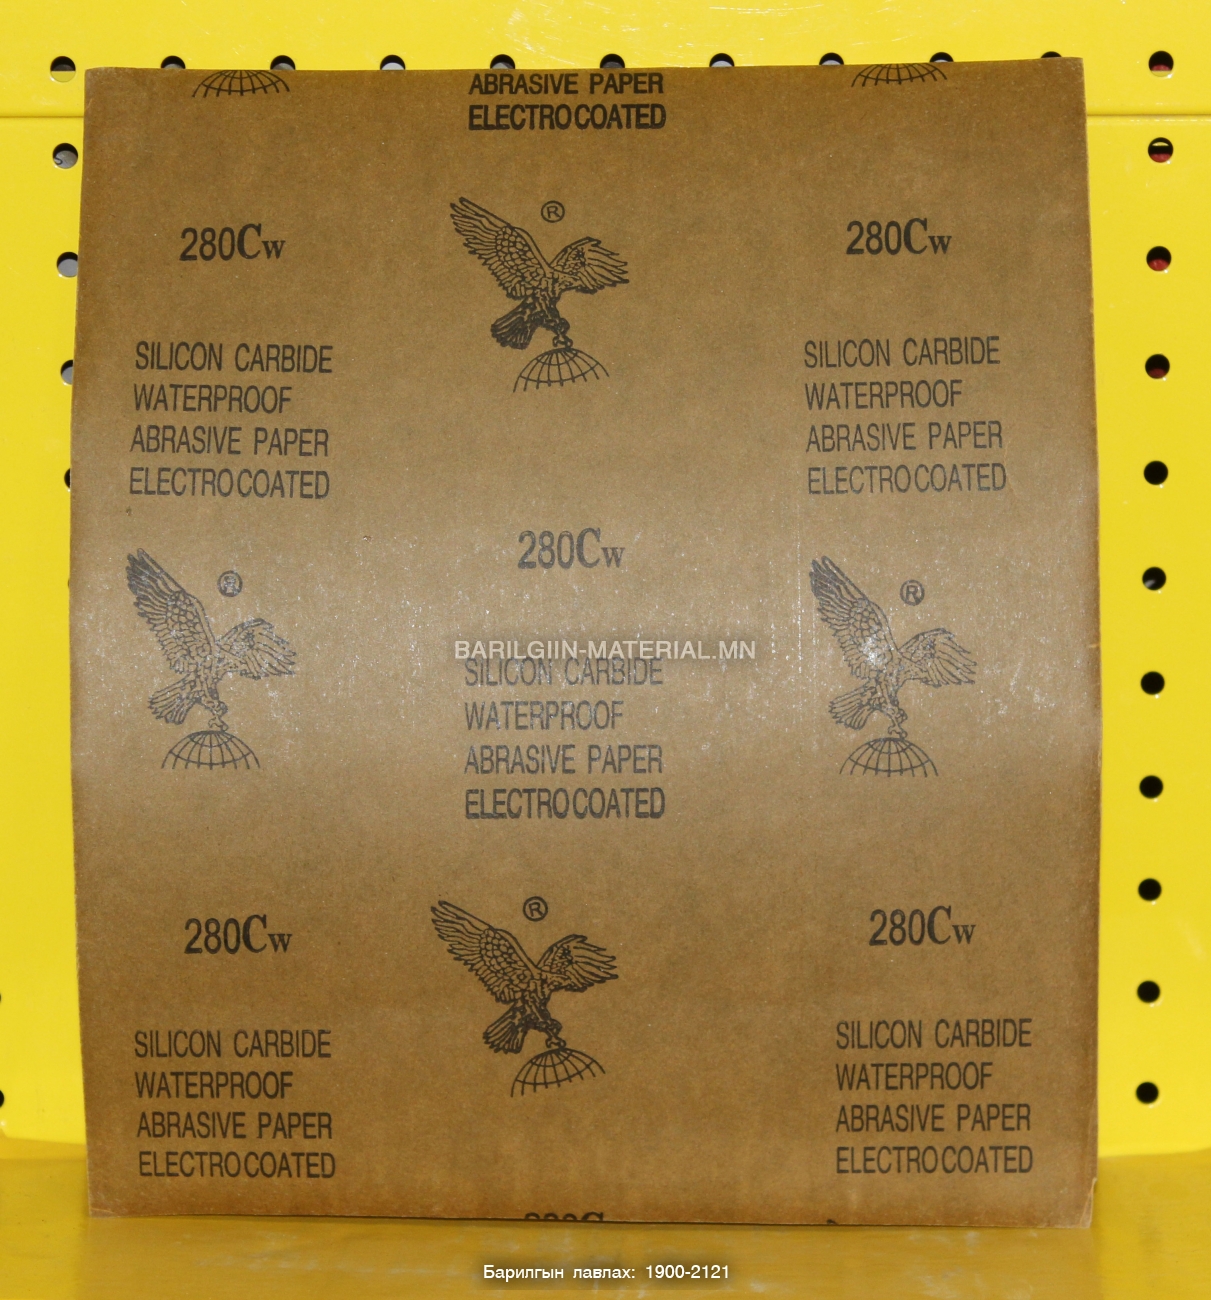 ABRASIVE PAPER
ELECTROCOATED
®
280Cw
280Cw
SILICON CARBIDE
WATERPROOF
ABRASIVE PAPER
ELECTROCOATED
SILICON CARBIDE
WATERPROOF
ABRASIVE PAPER
ELECTROCOATED
280Cw
®
®
BARILGIIN-MATERIAL.MN
SILICON CARBIDE
WATERPROOF
ABRASIVE PAPER
ELECTROCOATED
®
280Cw
280Cw
SILICON CARBIDE
WATERPROOF
ABRASIVE PAPER
ELECTROCOATED
SILICON CARBIDE
WATERPROOF
ABRASIVE PAPER
ELECTROCOATED
Барилгын лавлах: 1900-2121